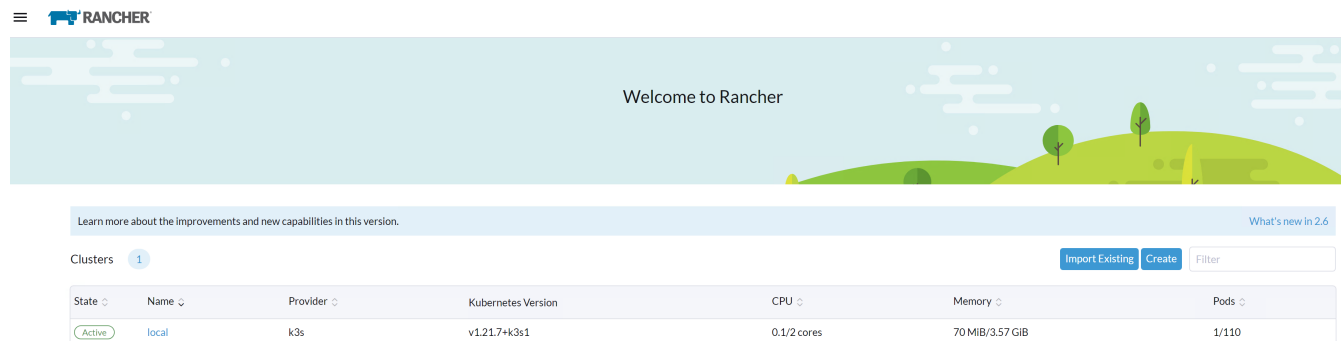 RANCHER
Welcome to Rancher
Learn more about the improvements and new capabilities in this version. What's new in 2.6
Clusters 1 Import Existing Create Filter
State Name Provider Kubernetes Version CPU Memory Pods
Active local k3s v1.21.7+k3s1 0.1/2 cores 70 MiB/3.57 GiB 1/110